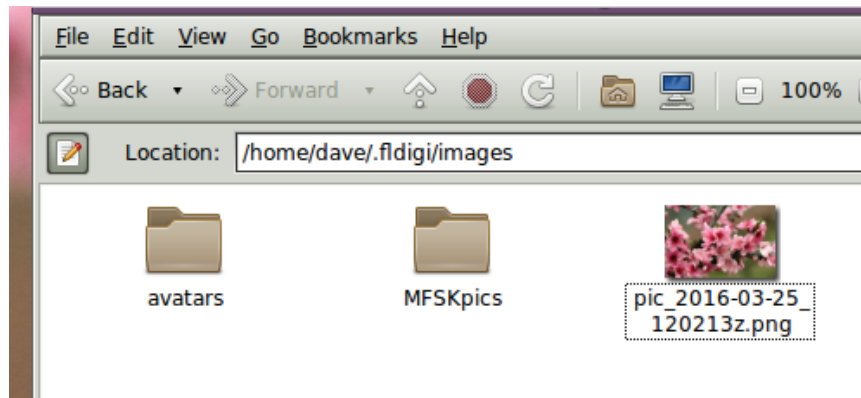 File Edit View Go Bookmarks Help
Back Forward 100%
Location: /home/dave/.fldigi/images
avatars MFSKpics pic_2016-03-25_
120213z.png